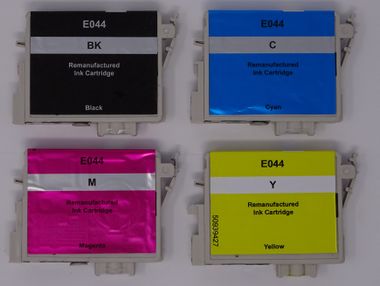 E044
BK
Remanufactured
Ink Cartridge
Black
E044
C
Remanufactured
Ink Cartridge
Cyan
E044
M
Remanufactured
Ink Cartridge
Magenta
E044
Y
Remanufactured
Ink Cartridge
Yellow
50939427